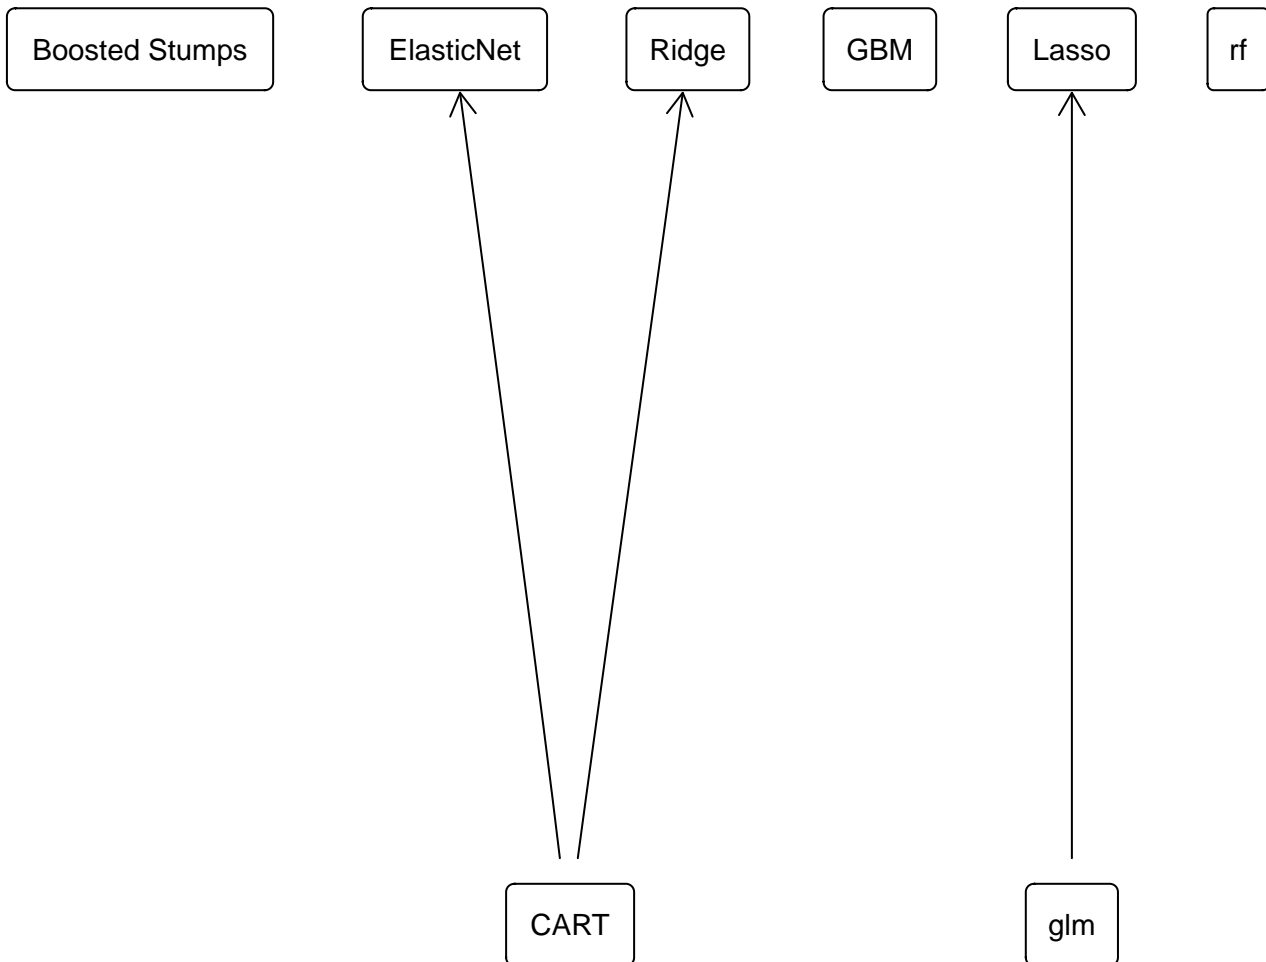 Boosted Stumps
ElasticNet
Ridge
GBM
Lasso
rf
CART
glm